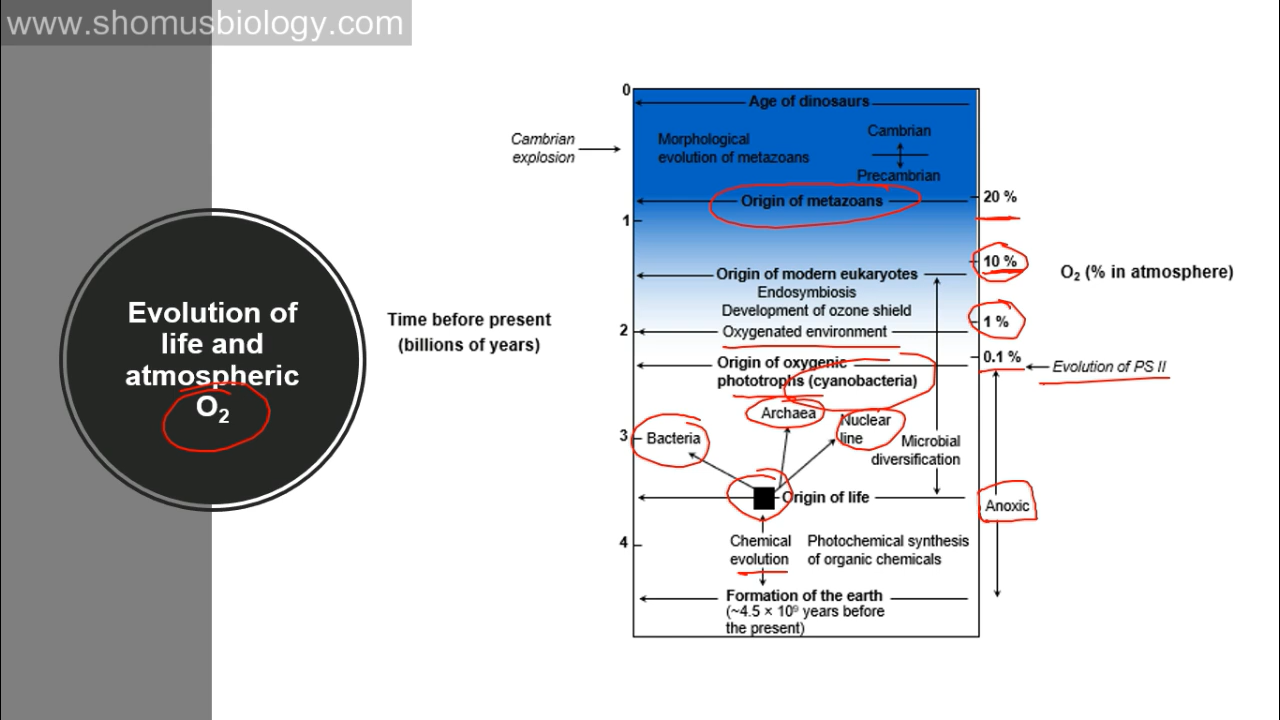 www.shomusbiology.com
Evolution of
life and
atmospheric
O₂
Time before present
(billions of years)
Cambrian
explosion
0
1
2
3
4
Age of dinosaurs
Morphological
evolution of metazoans
Cambrian
Precambrian
Origin of metazoans
Origin of modern eukaryotes
Endosymbiosis
Development of ozone shield
Oxygenated environment
Origin of oxygenic
phototrophs (cyanobacteria)
Archaea
Bacteria
Nuclear
line
Microbial
diversification
Origin of life
Chemical
evolution
Photochemical synthesis
of organic chemicals
Formation of the earth
(~4.5 × 10⁹ years before
the present)
20 %
10 %
1 %
0.1 %
O₂ (% in atmosphere)
Evolution of PS II
Anoxic